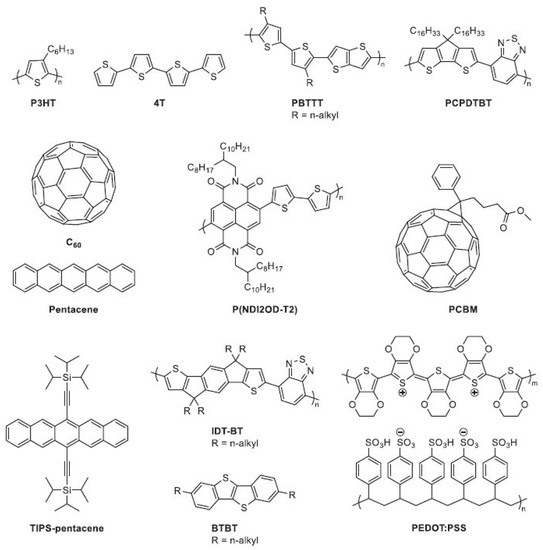 C₆H₁₃
S
n
P3HT
S S S S
4T
R
S
S
R
S
S
n
PBTTT
R = n-alkyl
C₁₆H₃₃ C₁₆H₃₃
S S
N S N
n
PCPDTBT
C₆₀
Pentacene
C₁₀H₂₁
C₈H₁₇
O N O
S
S
n
O N O
C₈H₁₇
C₁₀H₂₁
P(NDI2OD-T2)
O
O
PCBM
Si
Si
TIPS-pentacene
R R
S
R R
S
N S N
n
IDT-BT
R = n-alkyl
R
S
S
R
BTBT
R = n-alkyl
O O
S
O O
S
⊕
O O
S
O O
S
⊕
O O
S
m
SO₃H
⊖
SO₃
SO₃H
⊖
SO₃
SO₃H
n
PEDOT:PSS